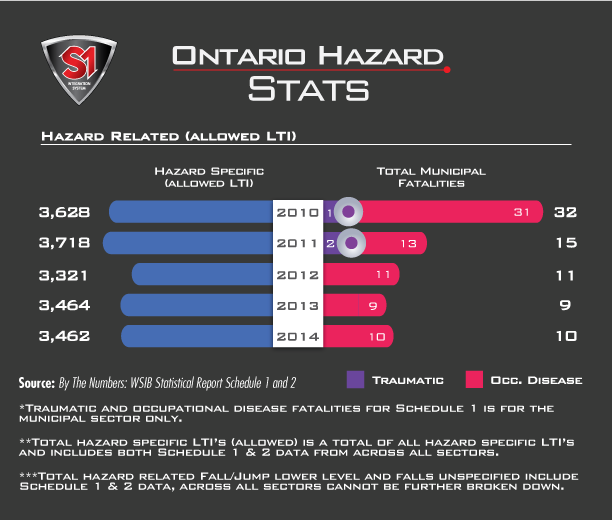 S1
INTEGRATION
SYSTEM
ONTARIO HAZARD
STATS
HAZARD RELATED (ALLOWED LTI)
HAZARD SPECIFIC
(ALLOWED LTI)
TOTAL MUNICIPAL
FATALITIES
3,628 2010 1 31 32
3,718 2011 2 13 15
3,321 2012 11 11
3,464 2013 9 9
3,462 2014 10 10
Source: By The Numbers: WSIB Statistical Report Schedule 1 and 2
TRAUMATIC OCC. DISEASE
*TRAUMATIC AND OCCUPATIONAL DISEASE FATALITIES FOR SCHEDULE 1 IS FOR THE
MUNICIPAL SECTOR ONLY.
**TOTAL HAZARD SPECIFIC LTI'S (ALLOWED) IS A TOTAL OF ALL HAZARD SPECIFIC LTI'S
AND INCLUDES BOTH SCHEDULE 1 & 2 DATA FROM ACROSS ALL SECTORS.
***TOTAL HAZARD RELATED FALL/JUMP LOWER LEVEL AND FALLS UNSPECIFIED INCLUDE
SCHEDULE 1 & 2 DATA, ACROSS ALL SECTORS CANNOT BE FURTHER BROKEN DOWN.